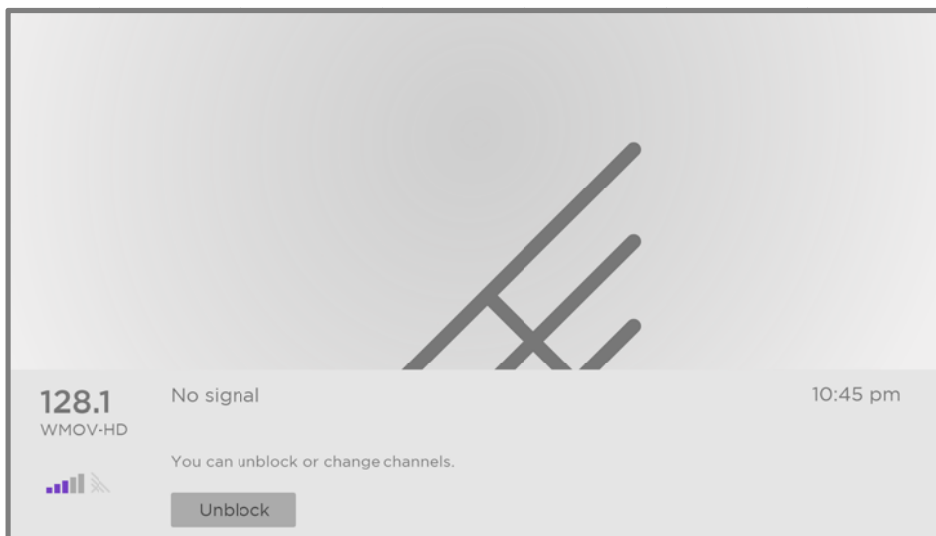 128.1
WMOV-HD
No signal
10:45 pm
You can unblock or change channels.
Unblock